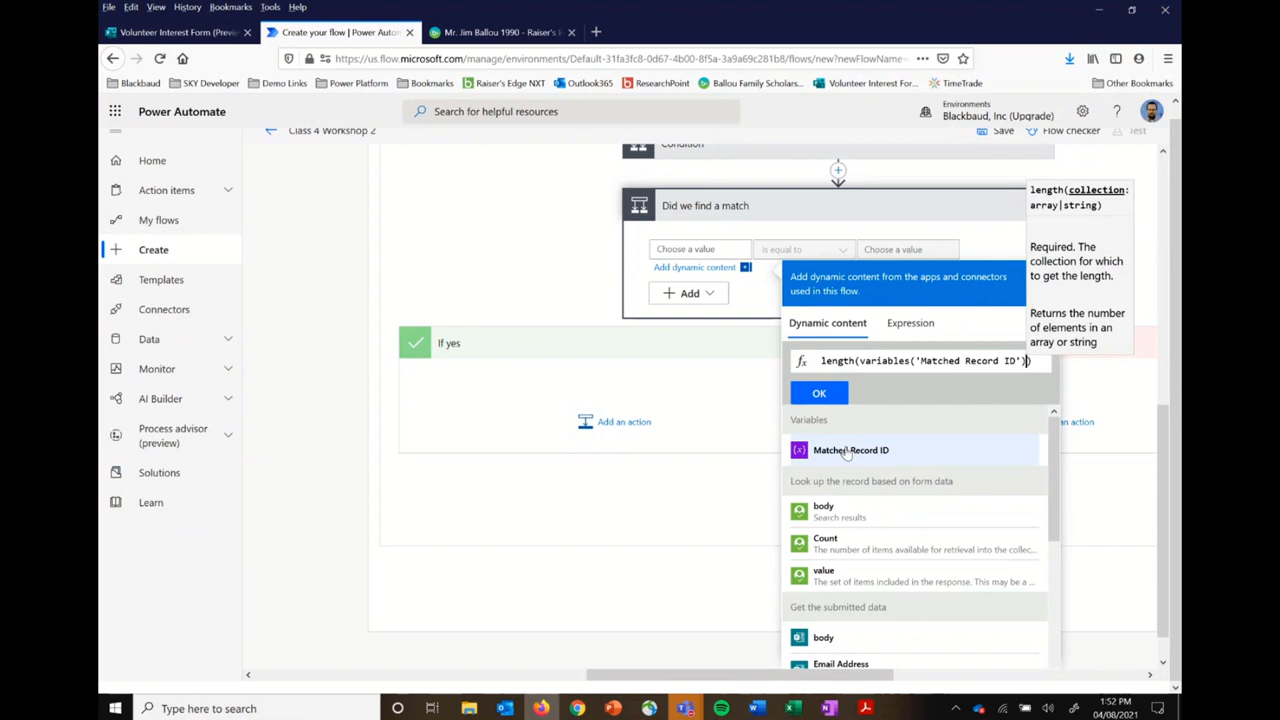 File Edit View History Bookmarks Tools Help
Volunteer Interest Form (Previe
Create your flow | Power Autom
Mr. Jim Ballou 1990 - Raiser's E
https://us.flow.microsoft.com/manage/environments/Default-31fa3fc8-0d67-4b00-8f5a-3a9a69c281b8/flows/new?newFlowName=
Blackbaud SKY Developer Demo Links Power Platform Bookmarks Raiser's Edge NXT Outlook365 ResearchPoint Ballou Family Scholars... Volunteer Interest For... TimeTrade Other Bookmarks
Power Automate
Search for helpful resources
Environments
Blackbaud, Inc (Upgrade)
Class 4 Workshop 2
Save Flow checker Test
Home
Action items
My flows
Create
Templates
Connectors
Data
Monitor
AI Builder
Process advisor
(preview)
Solutions
Learn
Condition
Did we find a match
Choose a value is equal to Choose a value
Add dynamic content
Add
If yes
Add an action
Add dynamic content from the apps and connectors
used in this flow.
Dynamic content Expression
fx length(variables('Matched Record ID'))
OK
Variables
Matched Record ID
Look up the record based on form data
body
Search results
Count
The number of items available for retrieval into the collec...
value
The set of items included in the response. This may be a ...
Get the submitted data
body
Email Address
length(collection:
array|string)
Required. The
collection for which
to get the length.
Returns the number
of elements in an
array or string
an action
Type here to search
1:52 PM
04/08/2021